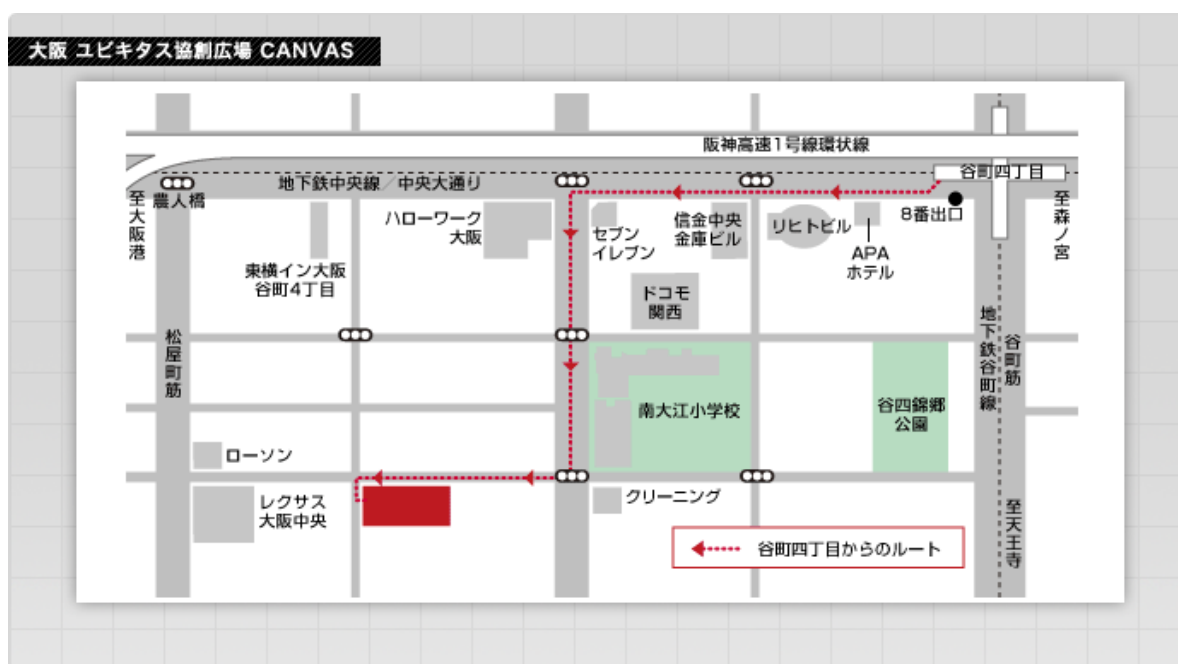 大阪 ユビキタス協創広場 CANVAS
阪神高速1号線環状線
谷町四丁目
地下鉄中央線／中央大通り
農人橋
至大阪港
ハローワーク
大阪
セブン
イレブン
信金中央
金庫ビル
リヒトビル
8番出口
APA
ホテル
至森ノ宮
東横イン大阪
谷町4丁目
ドコモ
関西
松屋町筋
地下鉄谷町線
谷町筋
南大江小学校
谷四錦郷
公園
ローソン
レクサス
大阪中央
クリーニング
至天王寺
谷町四丁目からのルート